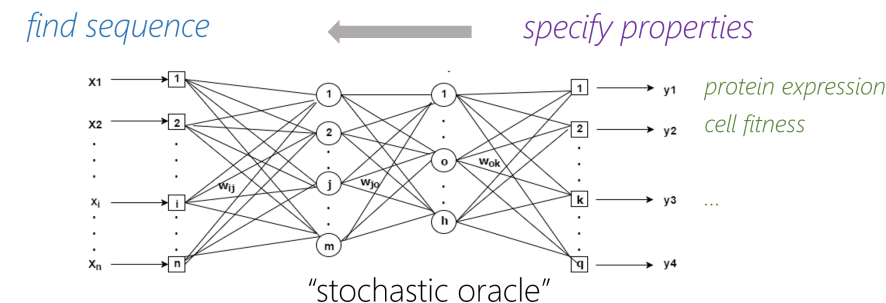 find sequence
specify properties
x1 1 1 1 1 y1 protein expression
x2 2 2 2 y2 cell fitness
o wok
wij j wjo
xi i k y3 ...
h
m
xn n q y4
“stochastic oracle”